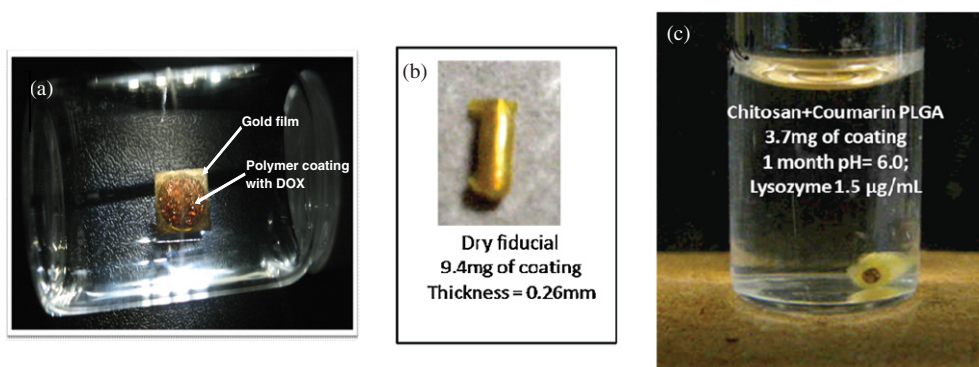 (a)
Gold film
Polymer coating
with DOX
(b)
Dry fiducial
9.4mg of coating
Thickness = 0.26mm
(c)
Chitosan+Coumarin PLGA
3.7mg of coating
1 month pH= 6.0;
Lysozyme 1.5 µg/mL